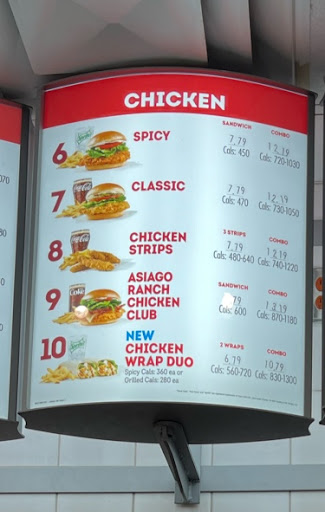 CHICKEN
SANDWICH COMBO
6 SPICY 7.79 12.19
Cals: 450 Cals: 720-1030
7 CLASSIC 7.79 12.19
Cals: 470 Cals: 730-1050
3 STRIPS COMBO
8 CHICKEN STRIPS 7.79 12.19
Cals: 480-640 Cals: 740-1220
SANDWICH COMBO
9 ASIAGO
RANCH
CHICKEN
CLUB
Cals: 600 Cals: 870-1180
Coke
2 WRAPS COMBO
10 NEW
CHICKEN
WRAP DUO
6.79 10.79
Cals: 560-720 Cals: 830-1300
Spicy Cals: 360 ea or
Grilled Cals: 280 ea